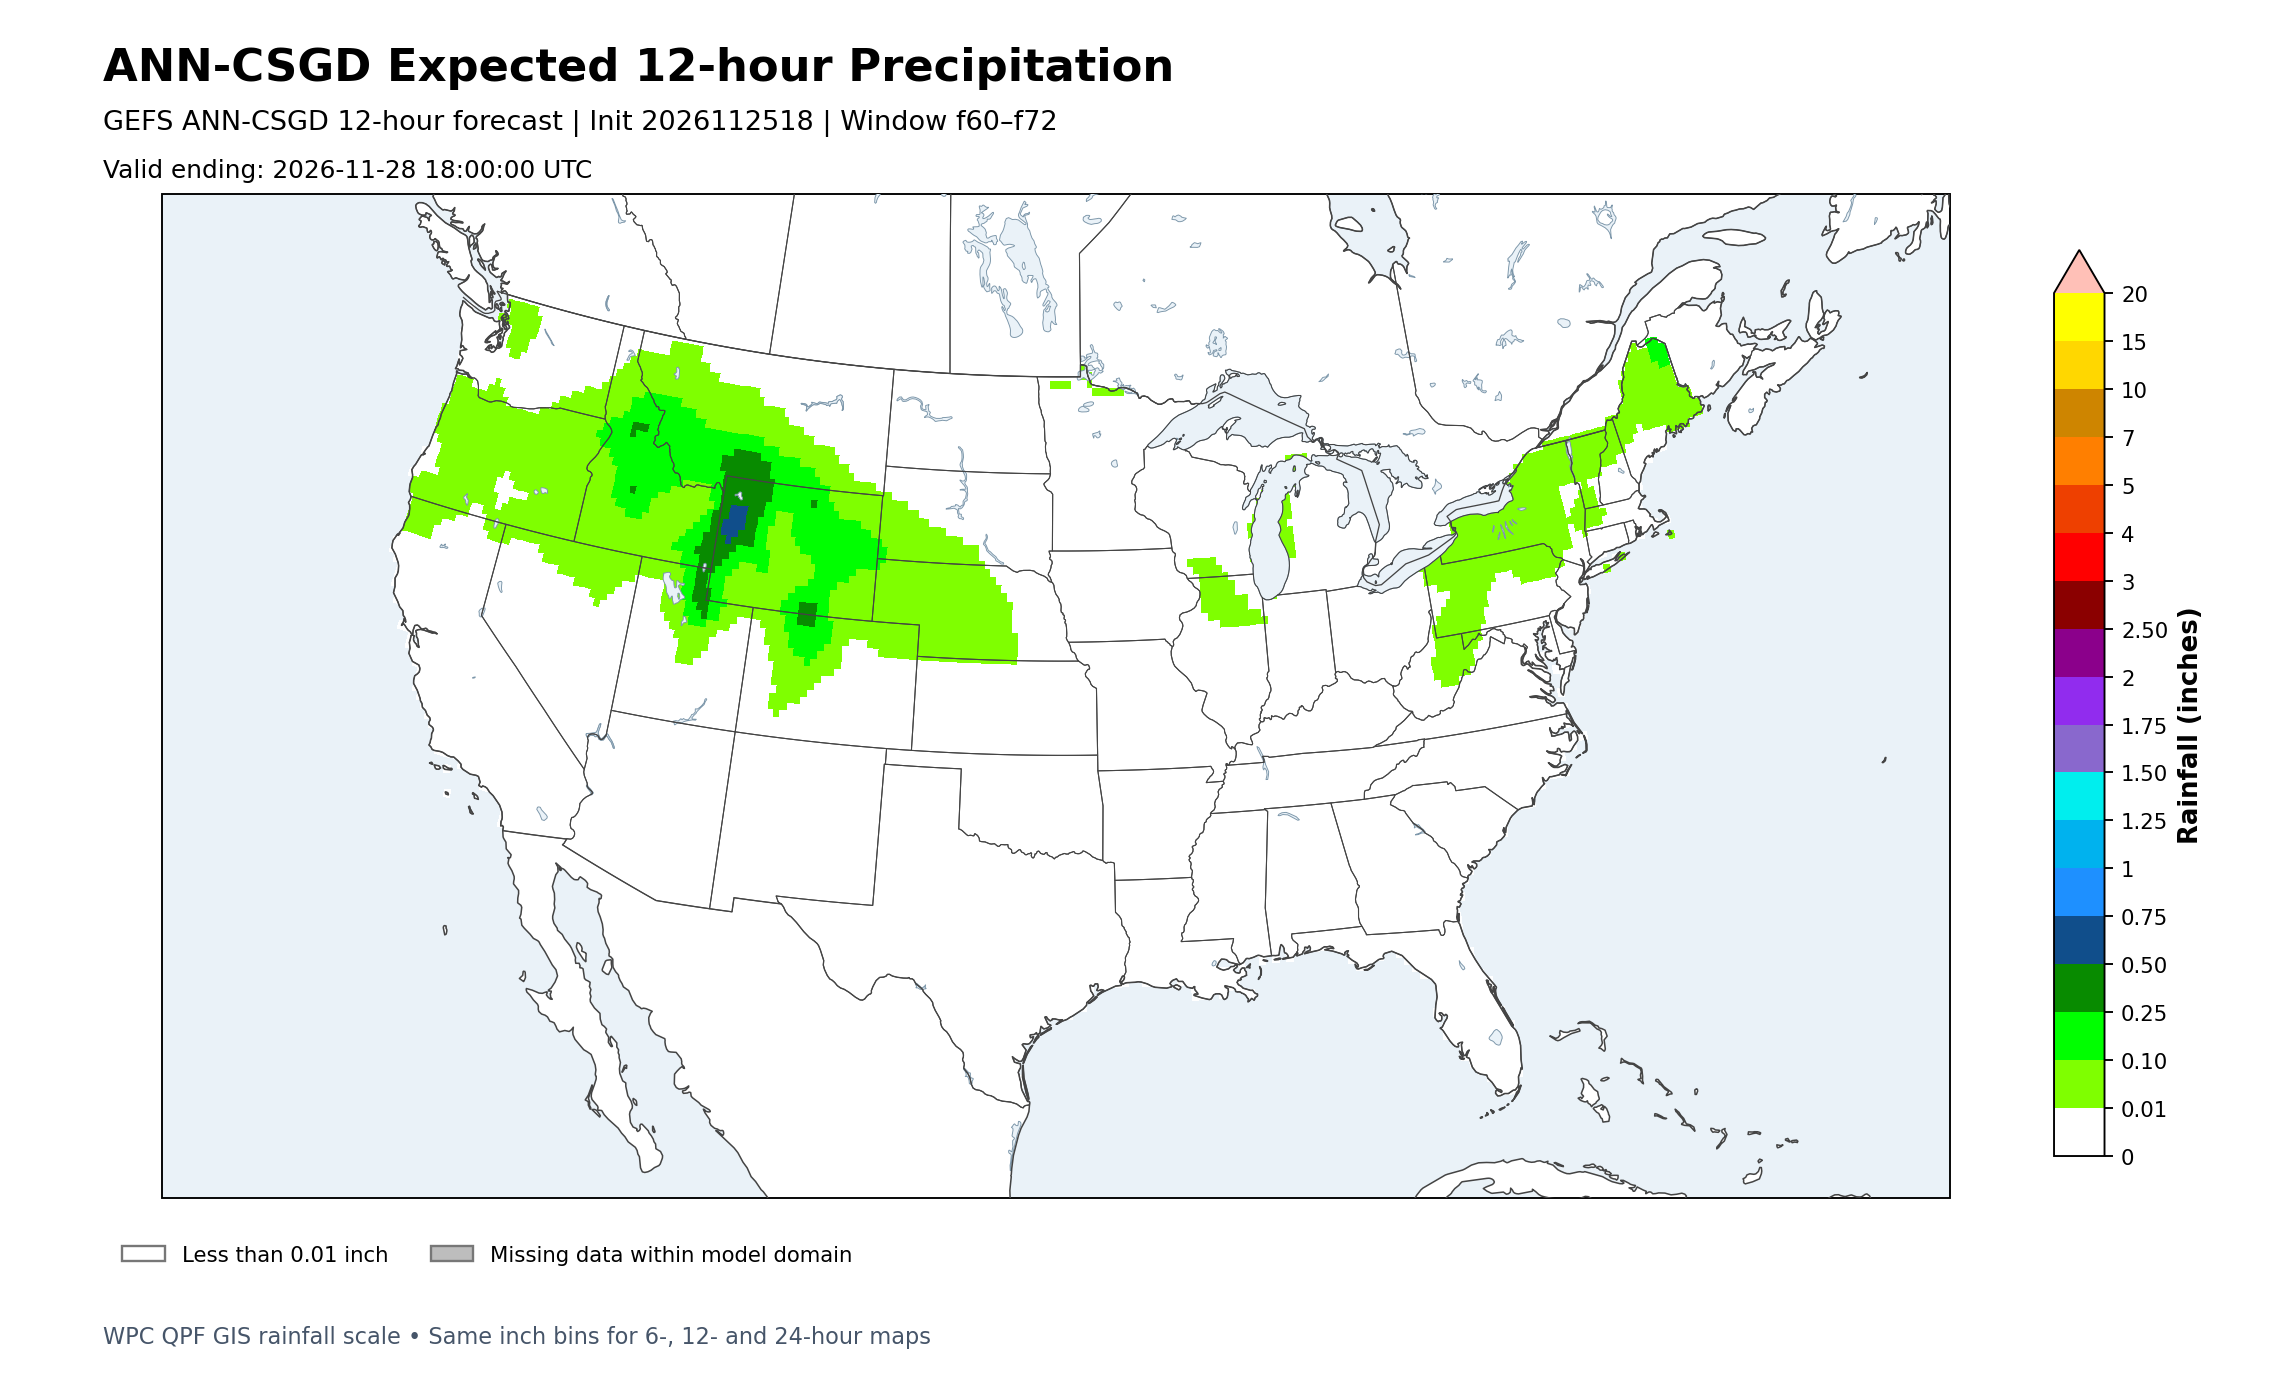 ANN-CSGD Expected 12-hour Precipitation
GEFS ANN-CSGD 12-hour forecast | Init 2026112518 | Window f60–f72
Valid ending: 2026-11-28 18:00:00 UTC
20
15
10
7
5
4
3
2.50
2
1.75
1.50
1.25
1
0.75
0.50
0.25
0.10
0.01
0
Rainfall (inches)
Less than 0.01 inch
Missing data within model domain
WPC QPF GIS rainfall scale • Same inch bins for 6-, 12- and 24-hour maps